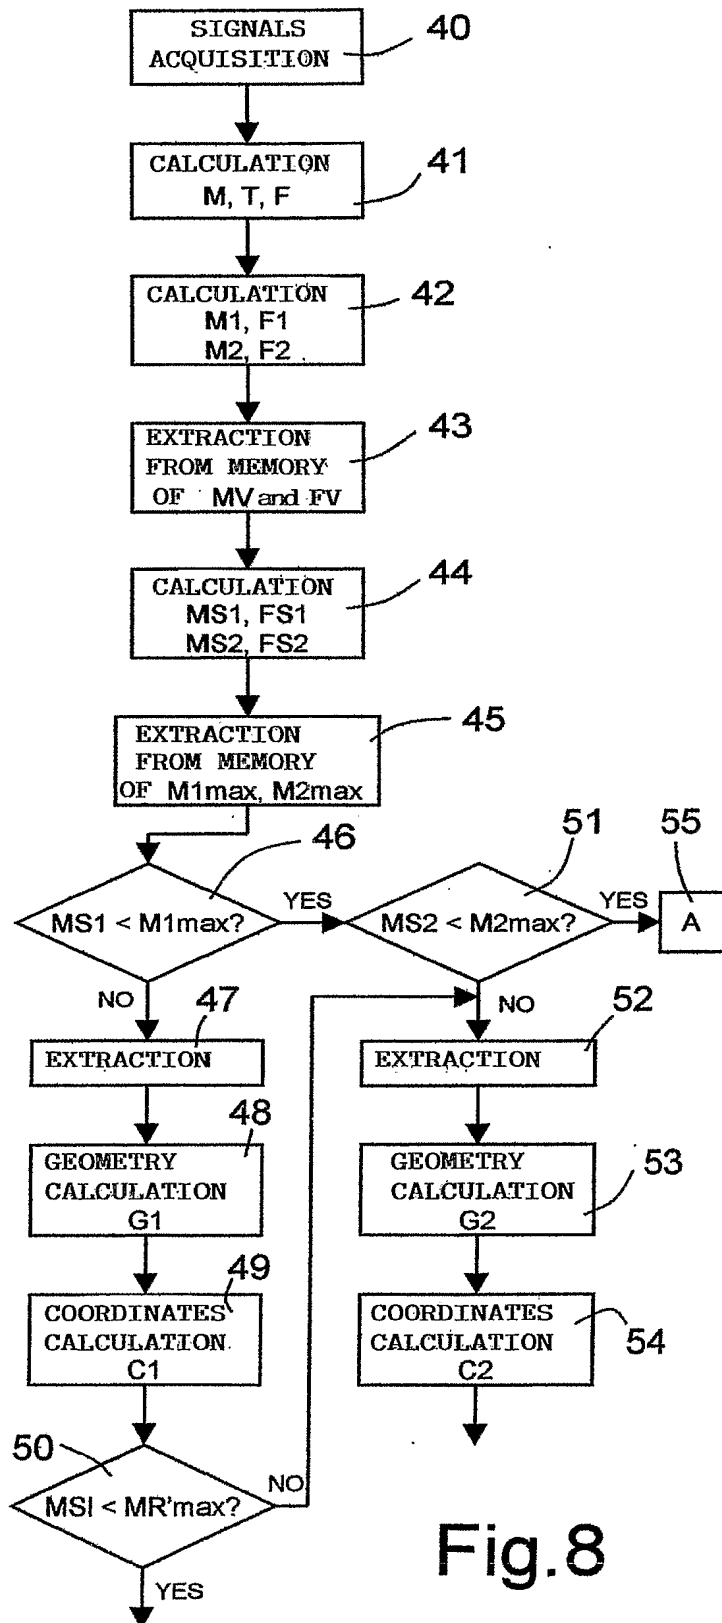 SIGNALS
ACQUISITION
40
CALCULATION
M, T, F
41
CALCULATION
M1, F1
M2, F2
42
EXTRACTION
FROM MEMORY
OF MV and FV
43
CALCULATION
MS1, FS1
MS2, FS2
44
EXTRACTION
FROM MEMORY
OF M1max, M2max
45
46
MS1 < M1max?
YES
NO
51
MS2 < M2max?
YES
NO
55
A
47
EXTRACTION
48
GEOMETRY
CALCULATION
G1
49
COORDINATES
CALCULATION
C1
50
MSI < MR'max?
NO
YES
52
EXTRACTION
GEOMETRY
CALCULATION
G2
53
COORDINATES
CALCULATION
C2
54
Fig.8